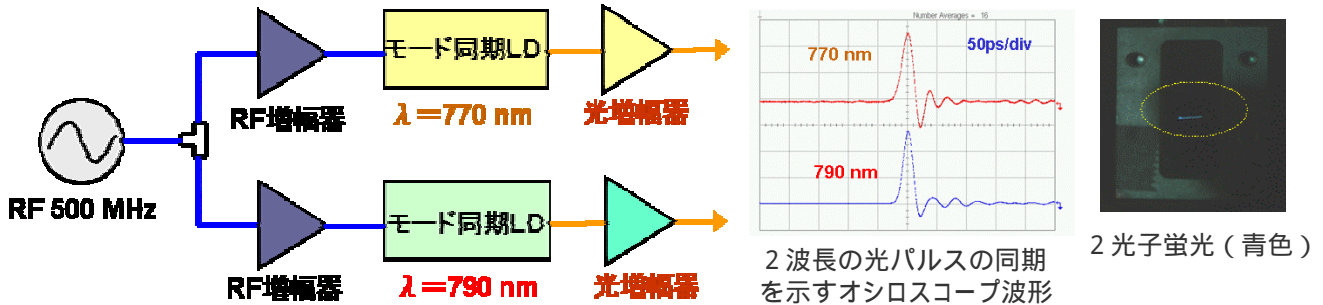 RF 500 MHz
RF増幅器
モード同期LD
λ=770 nm
光増幅器
RF増幅器
モード同期LD
λ=790 nm
光増幅器
Number Averages = 16
770 nm
50ps/div
790 nm
2波長の光パルスの同期
を示すオシロスコープ波形
2光子蛍光(青色)